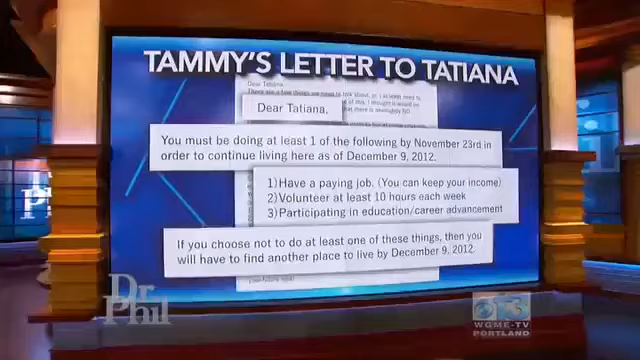 TAMMY'S LETTER TO TATIANA
Dear Tatiana
Dear Tatiana,
You must be doing at least 1 of the following by November 23rd in
order to continue living here as of December 9, 2012.
1)Have a paying job. (You can keep your income)
2)Volunteer at least 10 hours each week
3)Participating in education/career advancement
If you choose not to do at least one of these things, then you
will have to find another place to live by December 9, 2012.
Dr.
Phil
13
WGME-TV
PORTLAND